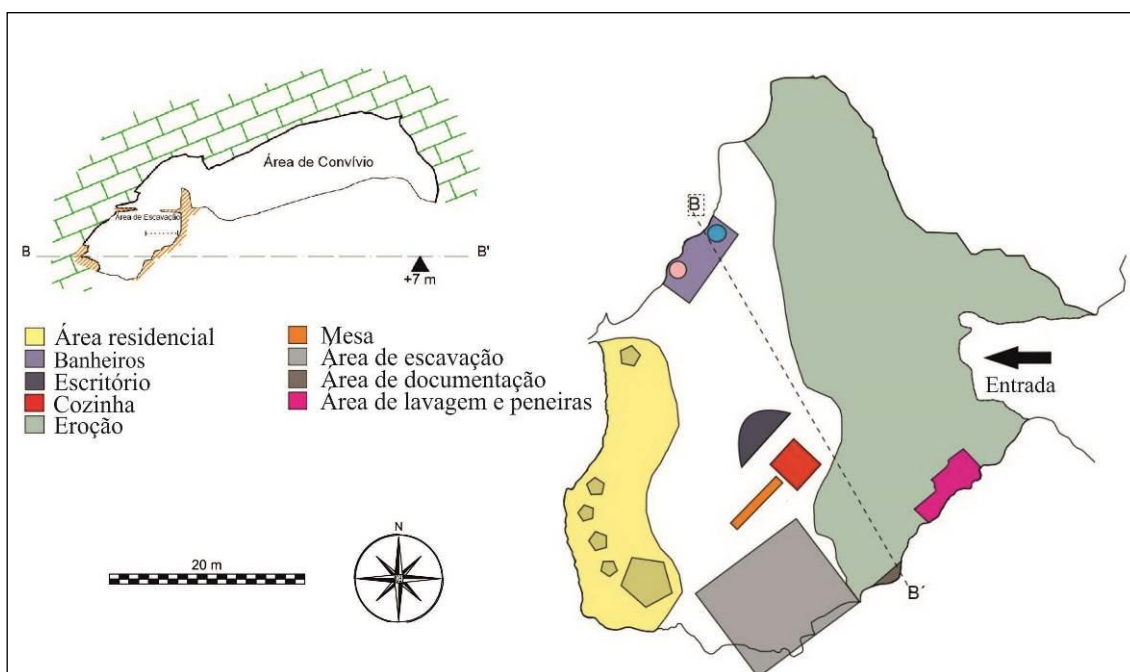 Área de Convívio
Área de Escavação
B
B'
+7 m
Área residencial
Banheiros
Escritório
Cozinha
Eroção
Mesa
Área de escavação
Área de documentação
Área de lavagem e peneiras
20 m
N
B
Entrada
B´